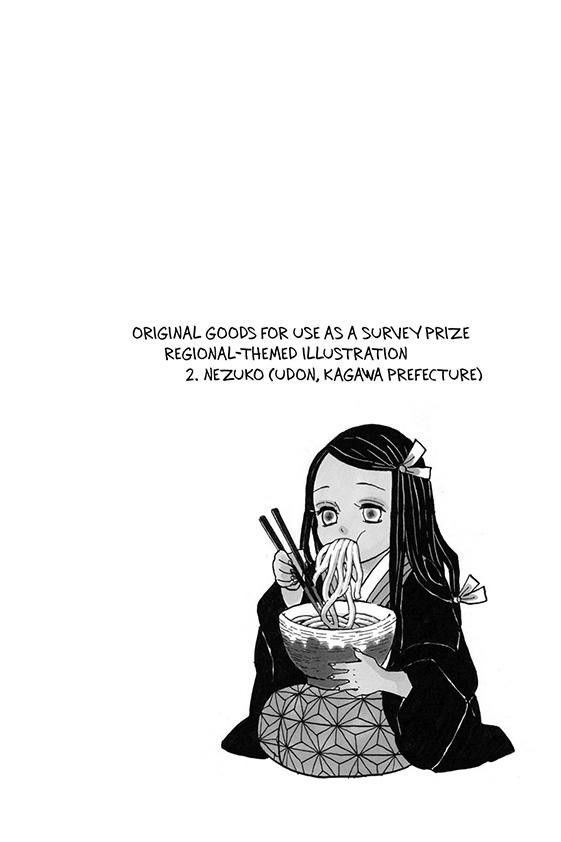 ORIGINAL GOODS FOR USE AS A SURVEY PRIZE
REGIONAL-THEMED ILLUSTRATION
2. NEZUKO (UDON, KAGAWA PREFECTURE)